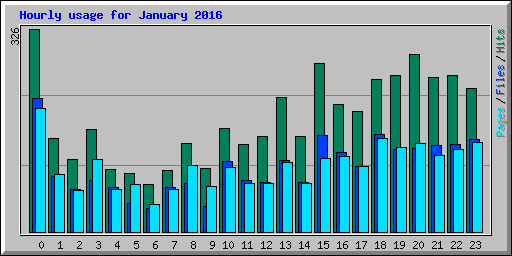 Hourly usage for January 2016
326
Pages/Files/Hits
0 1 2 3 4 5 6 7 8 9 10 11 12 13 14 15 16 17 18 19 20 21 22 23